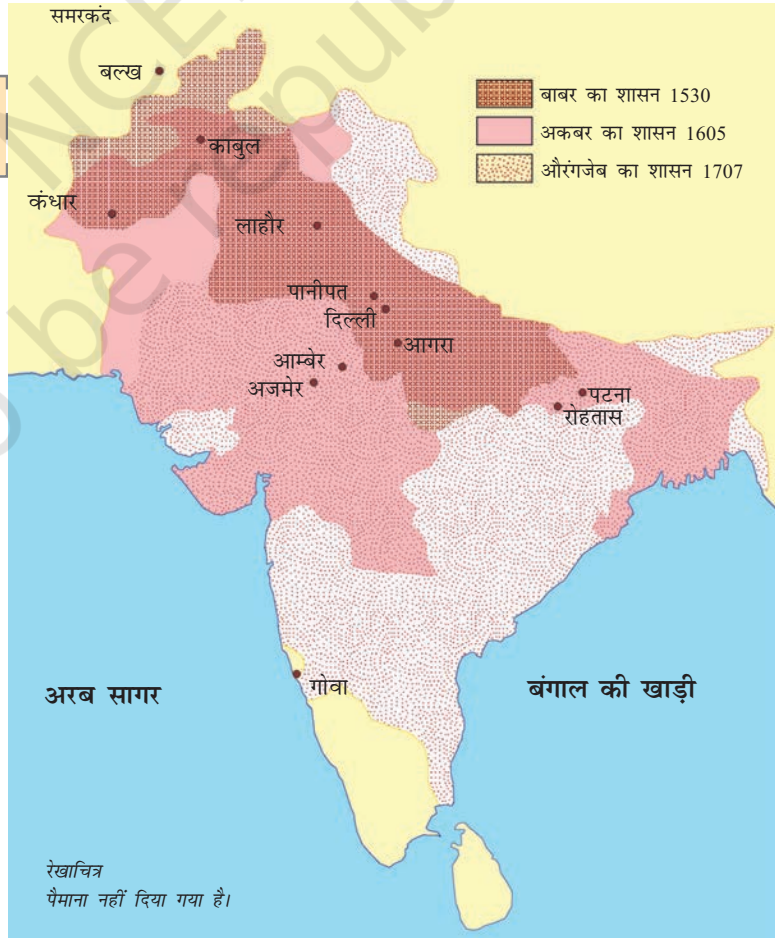 समरकंद
बल्ख
बाबर का शासन 1530
अकबर का शासन 1605
औरंगजेब का शासन 1707
काबुल
कंधार
लाहौर
पानीपत
दिल्ली
आगरा
आम्बेर
अजमेर
पटना
रोहतास
गोवा
अरब सागर
बंगाल की खाड़ी
रेखाचित्र
पैमाना नहीं दिया गया है।